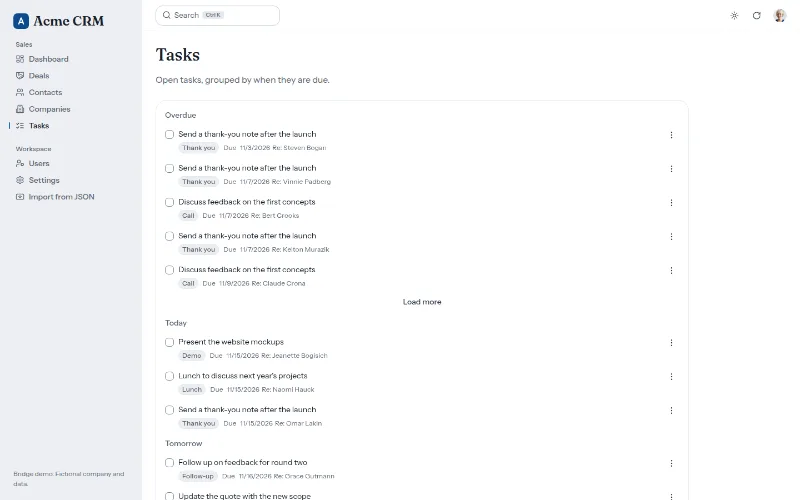 A Acme CRM
Search Ctrl K
Sales
Dashboard
Deals
Contacts
Companies
Tasks
Workspace
Users
Settings
Import from JSON
Bridge demo: Fictional company and data.
Tasks
Open tasks, grouped by when they are due.
Overdue
Send a thank-you note after the launch
Thank you Due 11/3/2026 Re: Steven Bogan
Send a thank-you note after the launch
Thank you Due 11/7/2026 Re: Vinnie Padberg
Discuss feedback on the first concepts
Call Due 11/7/2026 Re: Bert Crooks
Send a thank-you note after the launch
Thank you Due 11/7/2026 Re: Kelton Murazik
Discuss feedback on the first concepts
Call Due 11/9/2026 Re: Claude Crona
Load more
Today
Present the website mockups
Demo Due 11/15/2026 Re: Jeanette Bogisich
Lunch to discuss next year's projects
Lunch Due 11/15/2026 Re: Naomi Hauck
Send a thank-you note after the launch
Thank you Due 11/15/2026 Re: Omar Lakin
Tomorrow
Follow up on feedback for round two
Follow-up Due 11/16/2026 Re: Grace Gutmann
Update the quote with the new scope